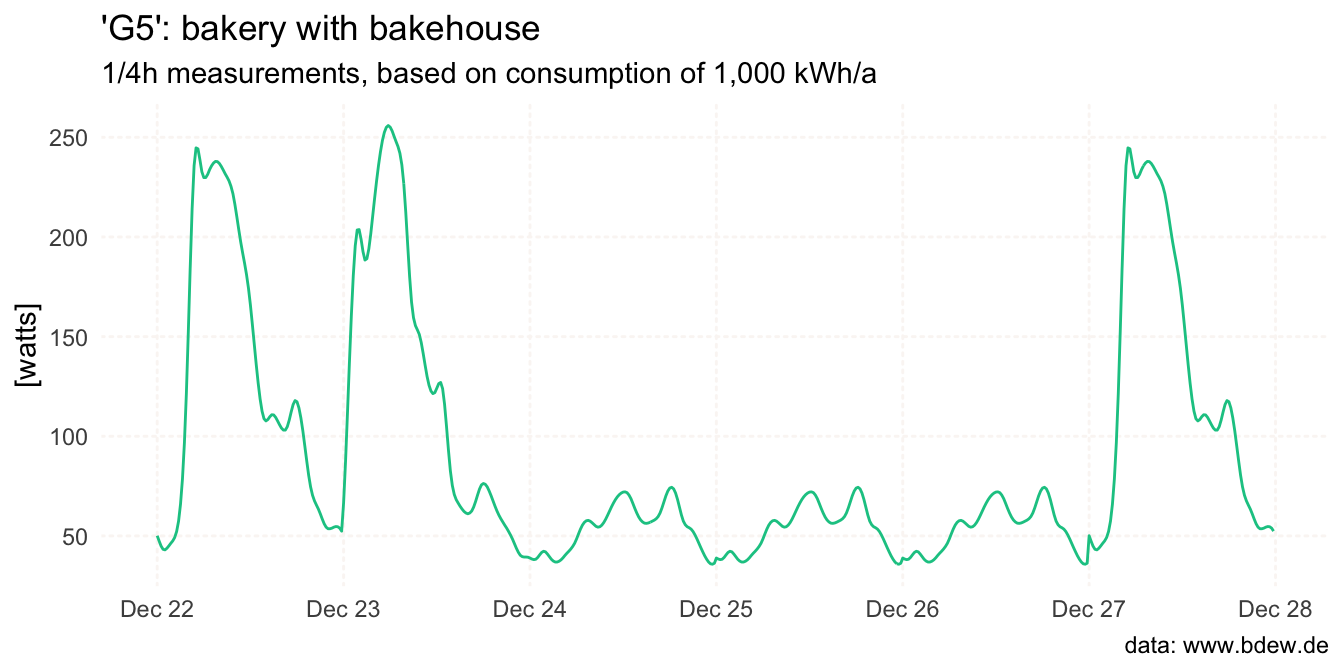 'G5': bakery with bakehouse
1/4h measurements, based on consumption of 1,000 kWh/a
[watts]
250
200
150
100
50
Dec 22 Dec 23 Dec 24 Dec 25 Dec 26 Dec 27 Dec 28
data: www.bdew.de